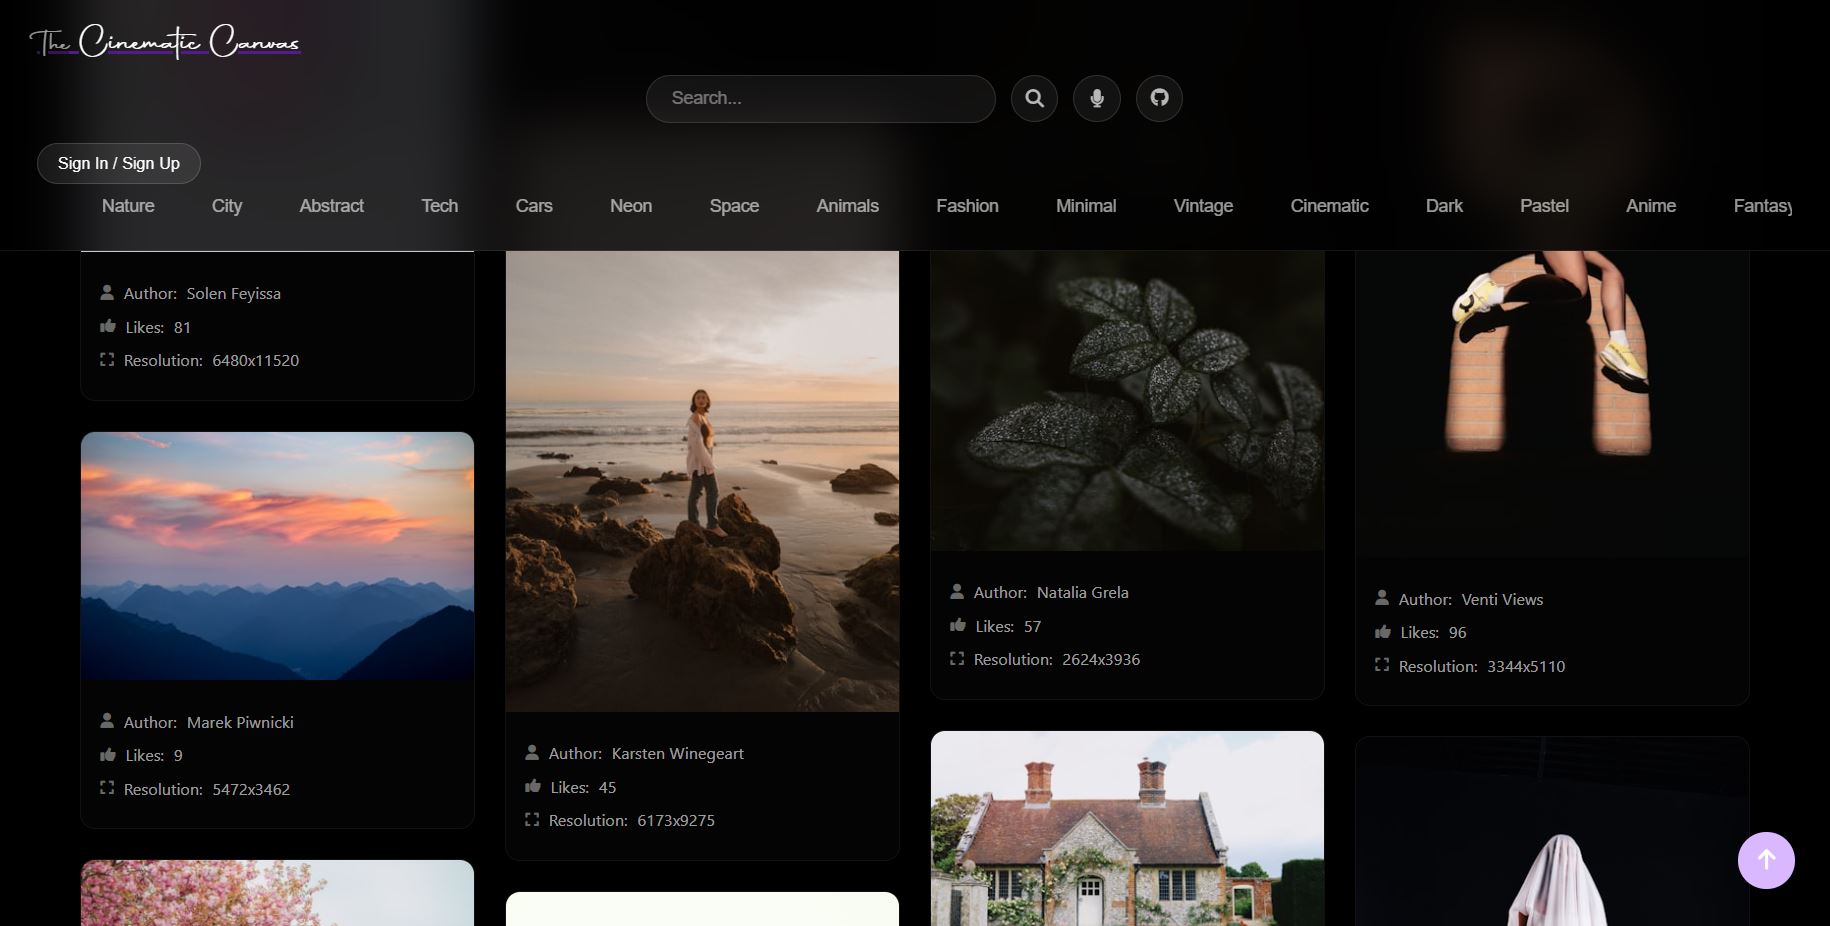 The Cinematic Canvas
Search...
Sign In / Sign Up
Nature City Abstract Tech Cars Neon Space Animals Fashion Minimal Vintage Cinematic Dark Pastel Anime Fantasy
Author: Solen Feyissa
Likes: 81
Resolution: 6480x11520
Author: Marek Piwnicki
Likes: 9
Resolution: 5472x3462
Author: Karsten Winegeart
Likes: 45
Resolution: 6173x9275
Author: Natalia Grela
Likes: 57
Resolution: 2624x3936
Author: Venti Views
Likes: 96
Resolution: 3344x5110